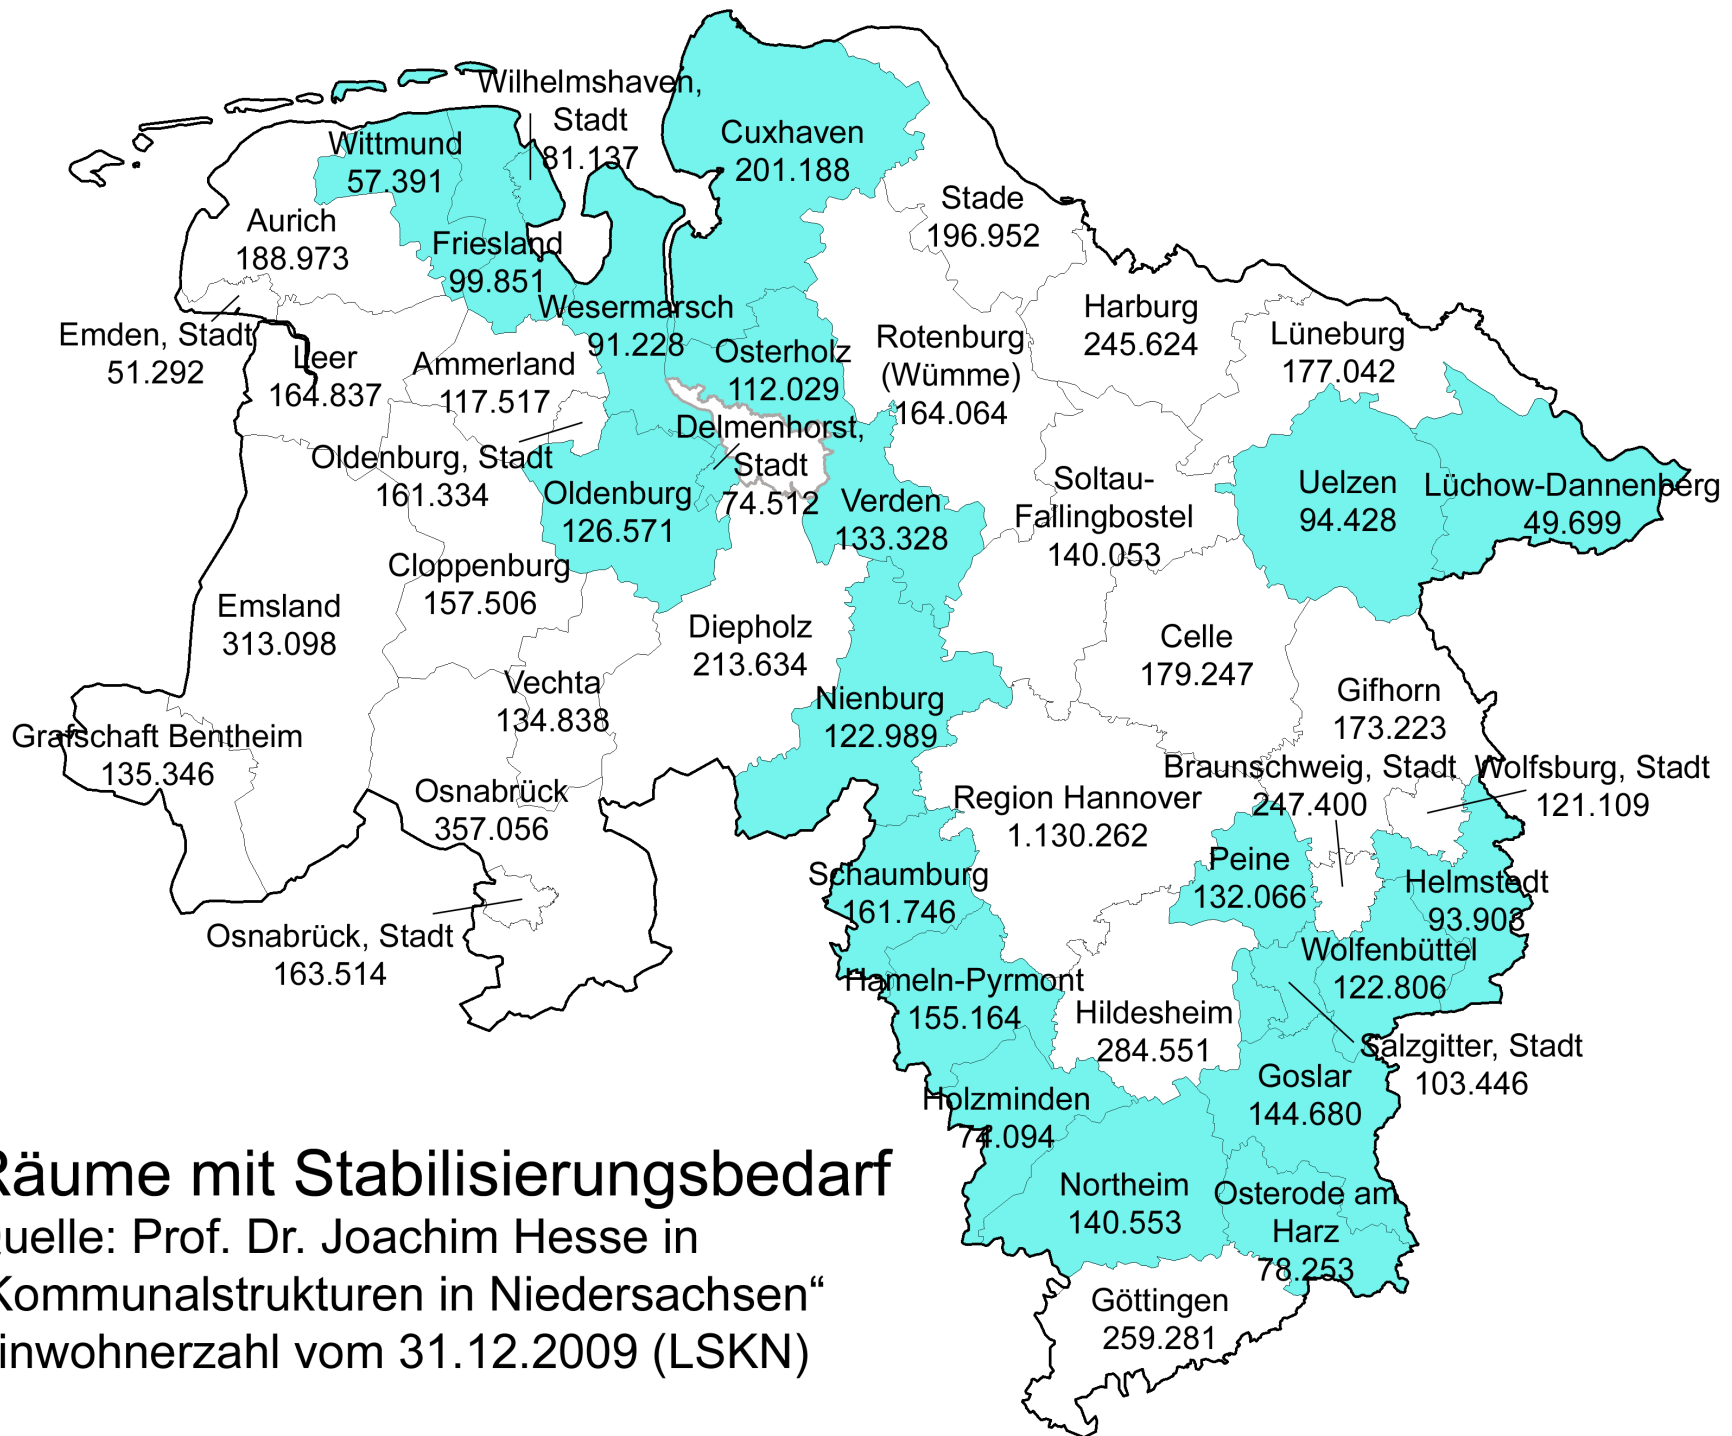 Wilhelmshaven,
Stadt
81.137
Cuxhaven
201.188
Wittmund
57.391
Stade
196.952
Aurich
188.973
Friesland
99.851
Wesermarsch
91.228
Harburg
245.624
Emden, Stadt
51.292
Leer
164.837
Ammerland
117.517
Osterholz
112.029
Rotenburg
(Wümme)
164.064
Lüneburg
177.042
Delmenhorst,
Stadt
74.512
Oldenburg, Stadt
161.334
Oldenburg
126.571
Verden
133.328
Soltau-
Fallingbostel
140.053
Uelzen
94.428
Lüchow-Dannenberg
49.699
Cloppenburg
157.506
Emsland
313.098
Diepholz
213.634
Celle
179.247
Vechta
134.838
Nienburg
122.989
Gifhorn
173.223
Grafschaft Bentheim
135.346
Braunschweig, Stadt
247.400
Wolfsburg, Stadt
121.109
Osnabrück
357.056
Region Hannover
1.130.262
Peine
132.066
Schaumburg
161.746
Helmstedt
93.903
Osnabrück, Stadt
163.514
Wolfenbüttel
122.806
Hameln-Pyrmont
155.164
Hildesheim
284.551
Salzgitter, Stadt
103.446
Goslar
144.680
Holzminden
74.094
Northeim
140.553
Osterode am
Harz
78.253
Göttingen
259.281
Räume mit Stabilisierungsbedarf
uelle: Prof. Dr. Joachim Hesse in
Kommunalstrukturen in Niedersachsen“
inwohnerzahl vom 31.12.2009 (LSKN)